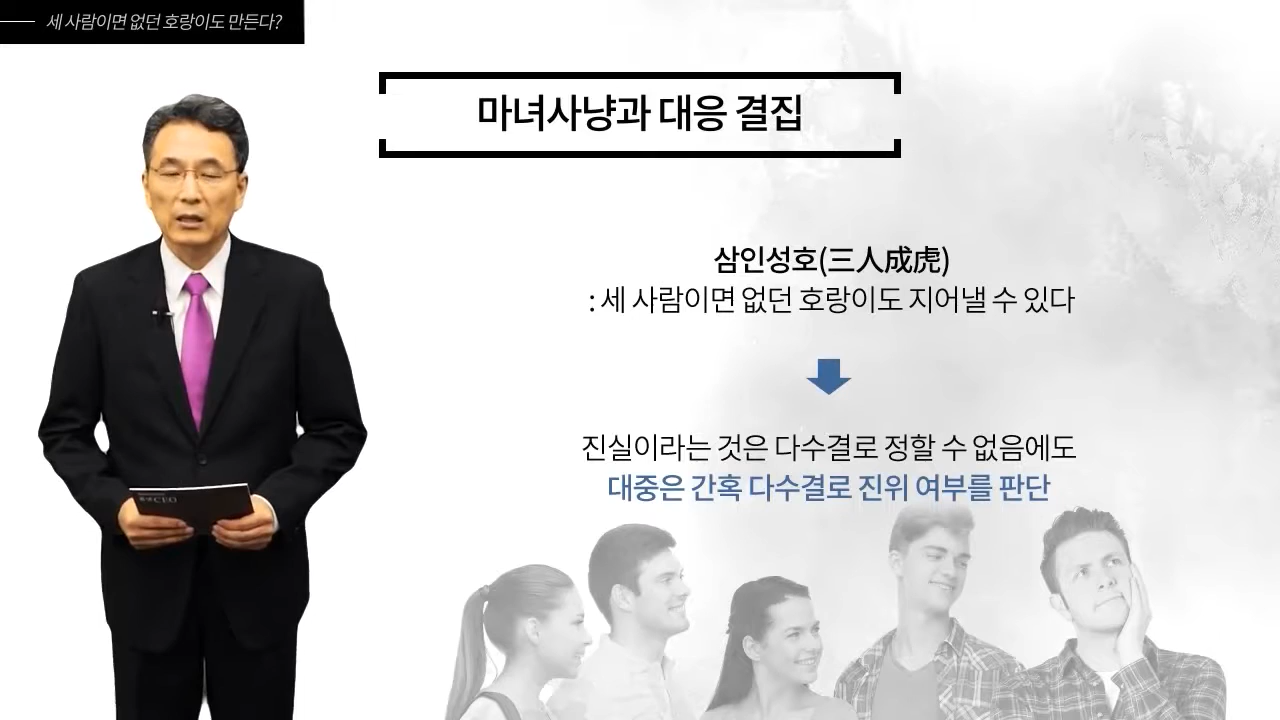 세 사람이면 없던 호랑이도 만든다?
마녀사냥과 대응 결집
삼인성호(三人成虎)
: 세 사람이면 없던 호랑이도 지어낼 수 있다
진실이라는 것은 다수결로 정할 수 없음에도
대중은 간혹 다수결로 진위 여부를 판단